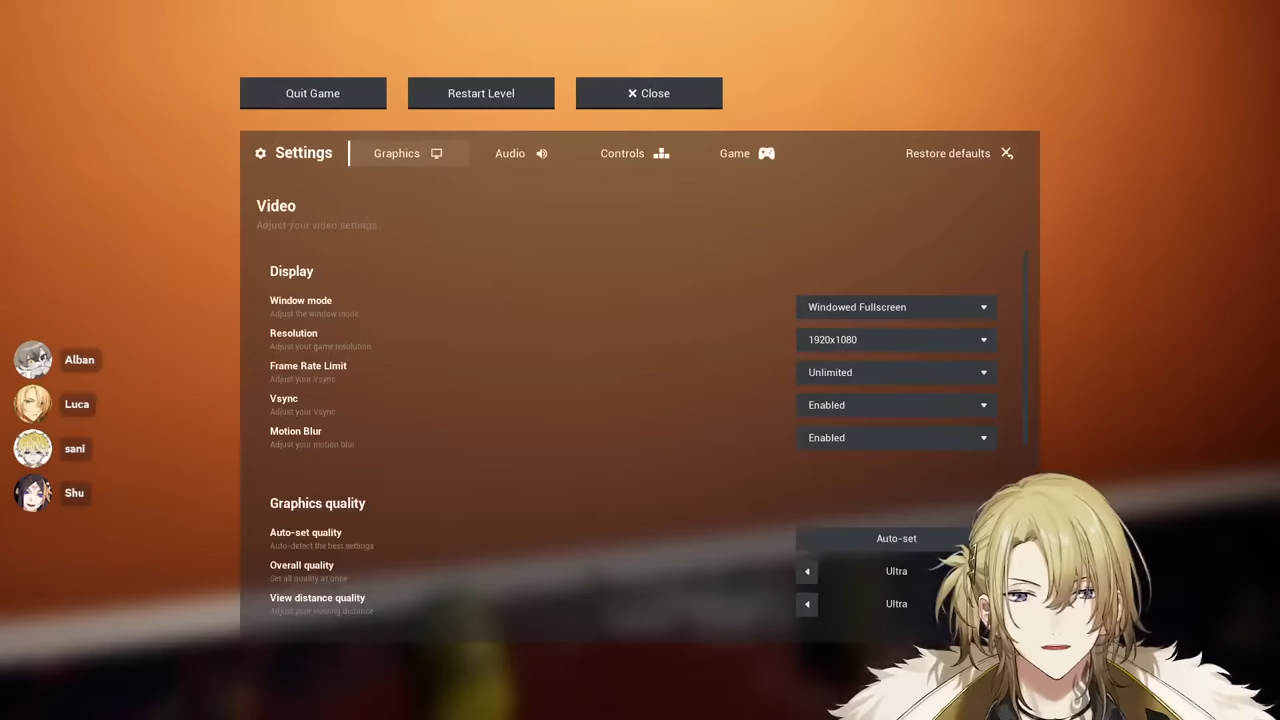 Quit Game
Restart Level
Close
Settings
Graphics
Audio
Controls
Game
Restore defaults
Video
Adjust your video settings
Display
Window mode
Adjust the window mode
Windowed Fullscreen
Resolution
Adjust your game resolution
1920x1080
Frame Rate Limit
Adjust your Vsync
Unlimited
Vsync
Adjust your Vsync
Enabled
Motion Blur
Adjust your motion blur
Enabled
Graphics quality
Auto-set quality
Auto-detect the best settings
Auto-set
Overall quality
Set all quality at once
Ultra
View distance quality
Adjust your viewing distance
Ultra
Alban
Luca
sani
Shu